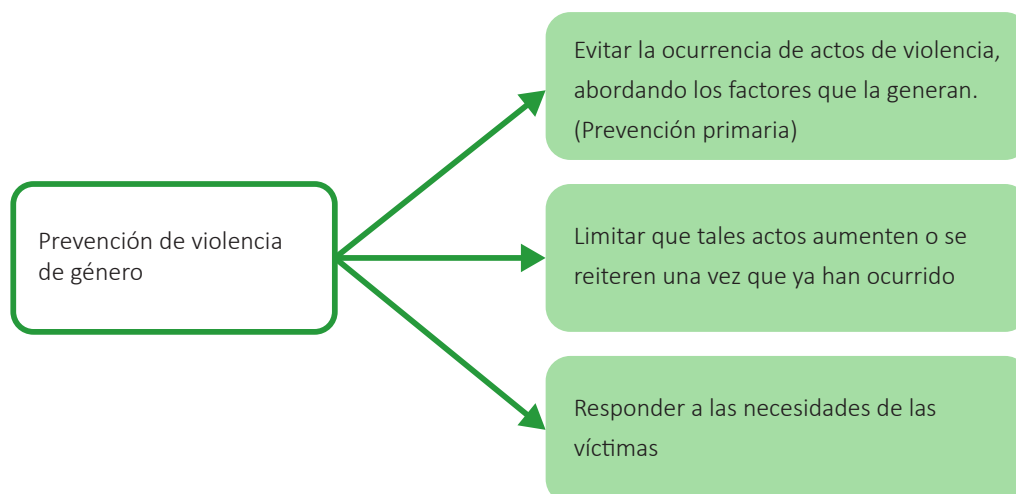 Prevención de violencia
de género
Evitar la ocurrencia de actos de violencia,
abordando los factores que la generan.
(Prevención primaria)
Limitar que tales actos aumenten o se
reiteren una vez que ya han ocurrido
Responder a las necesidades de las
víctimas